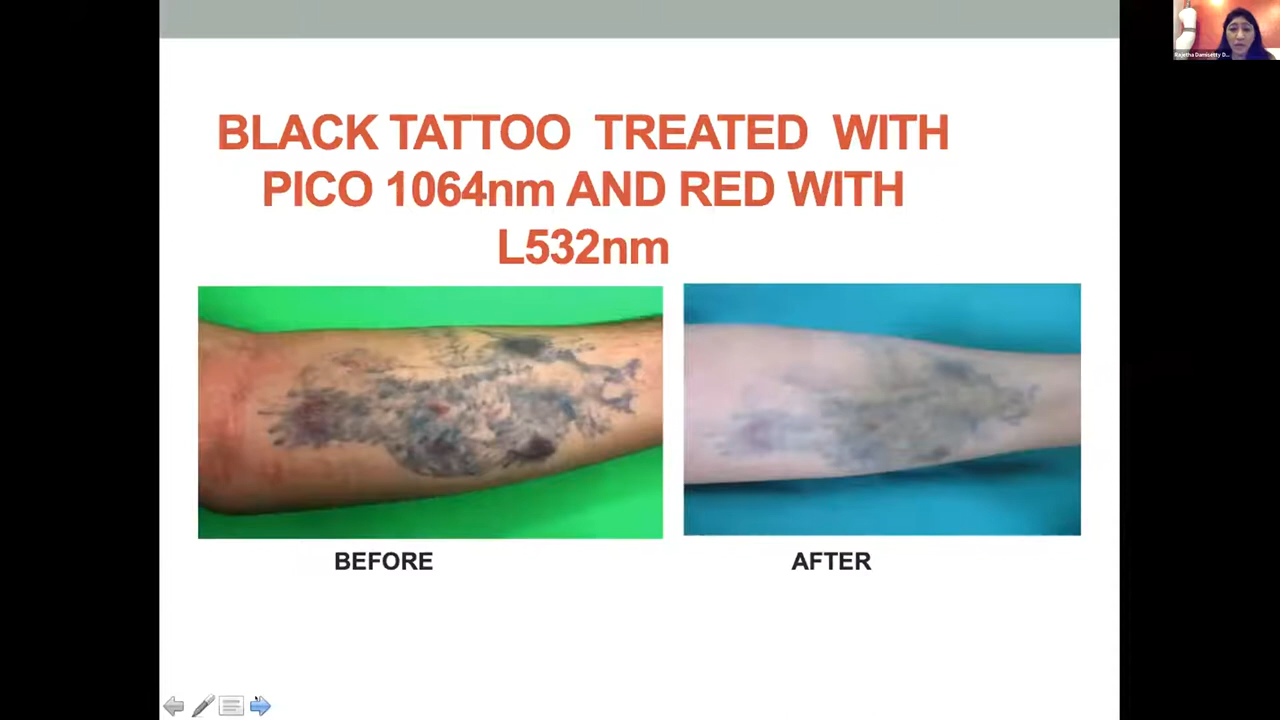 BLACK TATTOO TREATED WITH
PICO 1064nm AND RED WITH
L532nm
BEFORE
AFTER